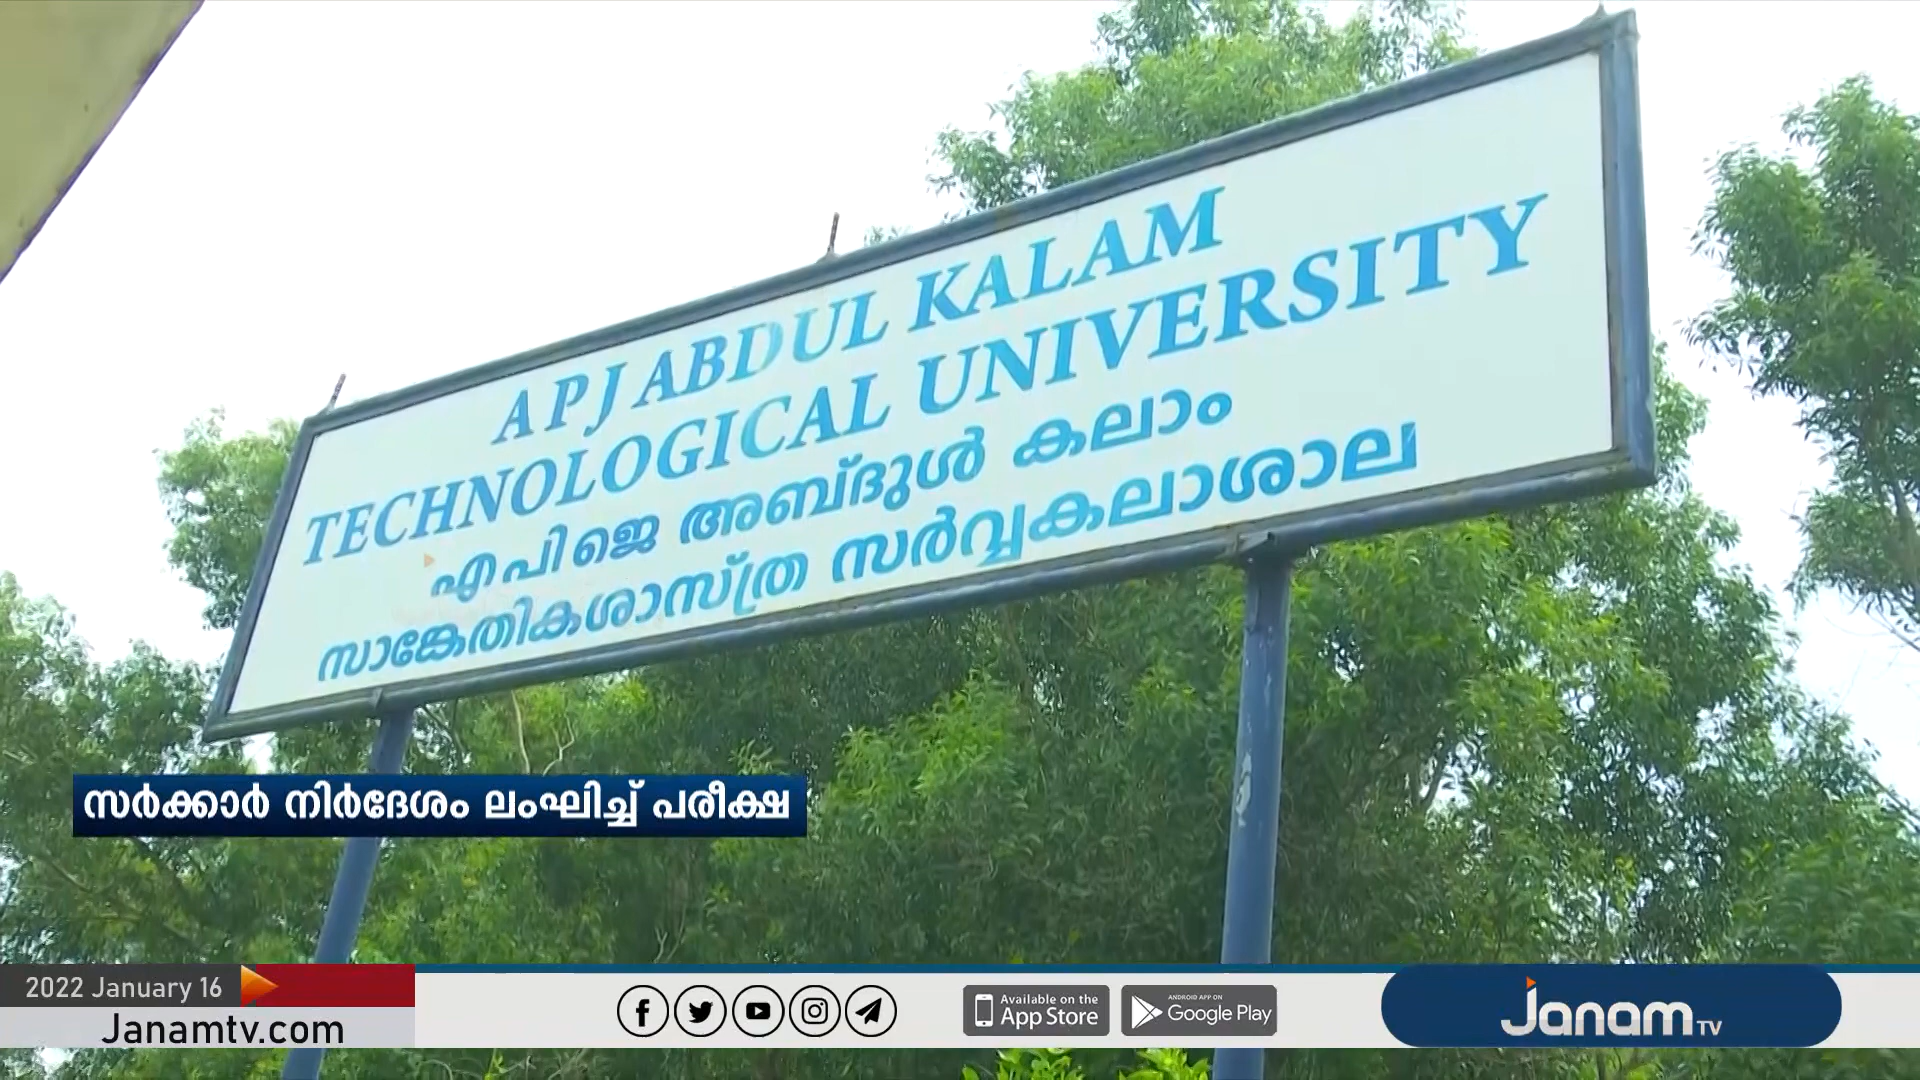 A P J ABDUL KALAM
TECHNOLOGICAL UNIVERSITY
എ പി ജെ അബ്ദുൾ കലാം
സാങ്കേതികശാസ്ത്ര സർവ്വകലാശാല
സർക്കാർ നിർദേശം ലംഘിച്ച് പരീക്ഷ
2022 January 16
Janamtv.com
Available on the
App Store
ANDROID APP ON
Google Play
Janam TV